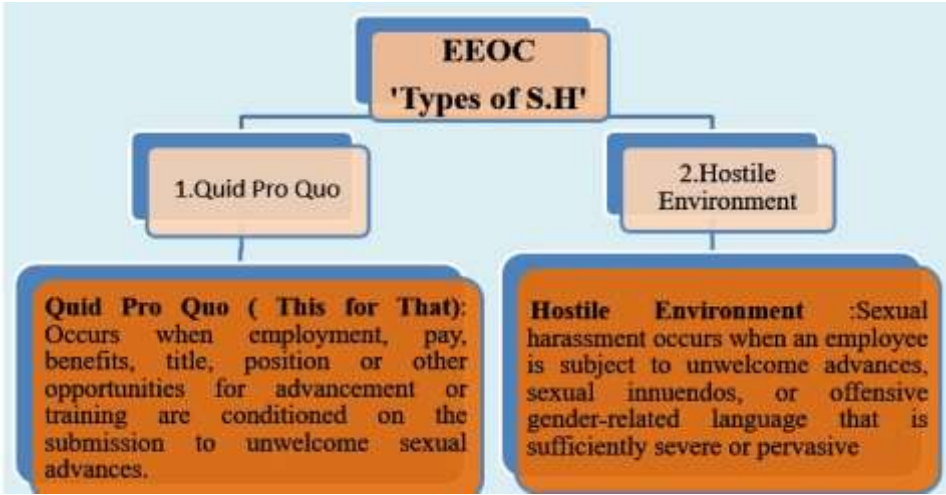 EEOC
'Types of S.H'
1.Quid Pro Quo
2.Hostile
Environment
Quid Pro Quo ( This for That):
Occurs when employment, pay,
benefits, title, position or other
opportunities for advancement or
training are conditioned on the
submission to unwelcome sexual
advances.
Hostile Environment :Sexual
harassment occurs when an employee
is subject to unwelcome advances,
sexual innuendos, or offensive
gender-related language that is
sufficiently severe or pervasive